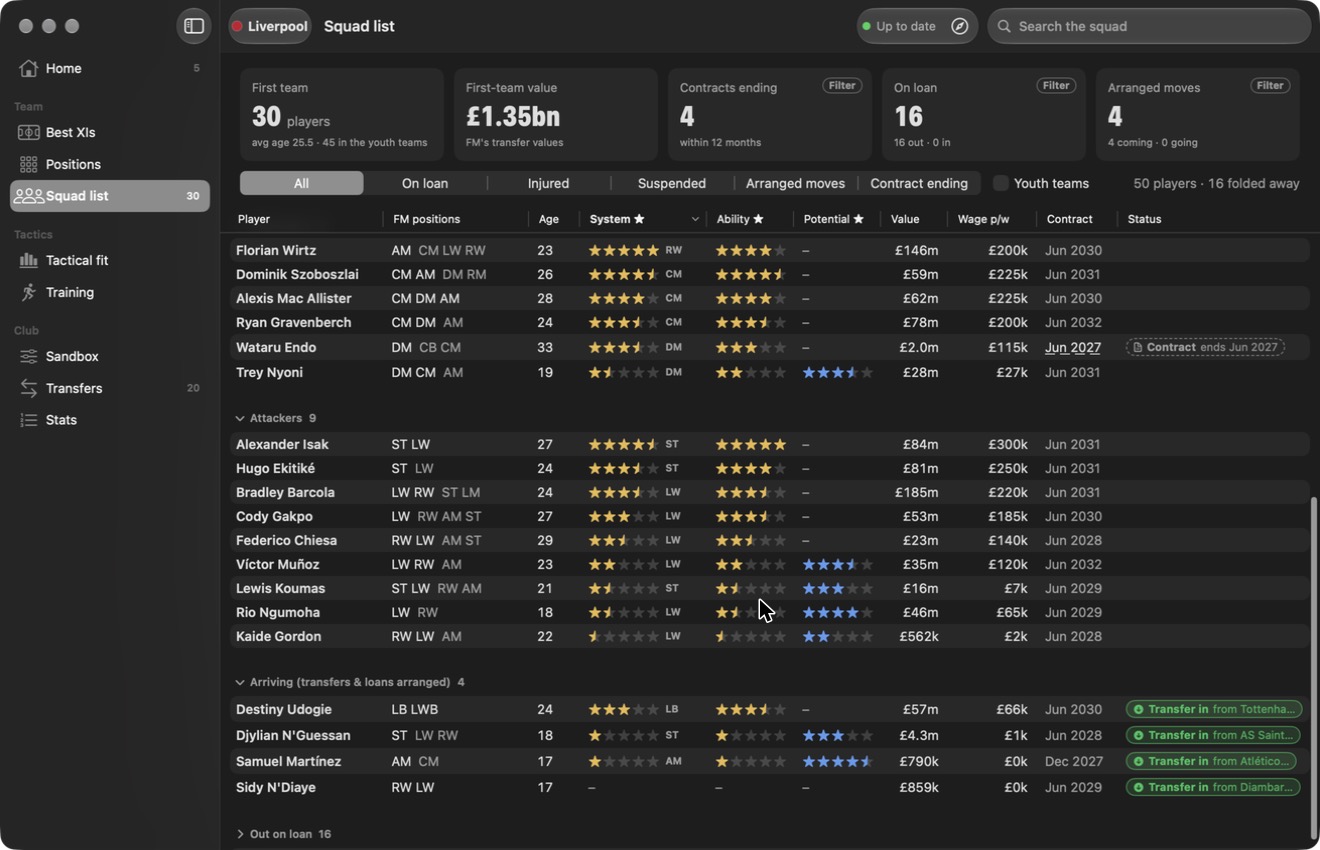 Liverpool Squad list Up to date Search the squad
Home 5
Team
Best XIs
Positions
Squad list 30
Tactics
Tactical fit
Training
Club
Sandbox
Transfers 20
Stats
First team
30 players
avg age 25.5 · 45 in the youth teams
First-team value
£1.35bn
FM's transfer values
Contracts ending Filter
4
within 12 months
On loan Filter
16
16 out · 0 in
Arranged moves Filter
4
4 coming · 0 going
All On loan Injured Suspended Arranged moves Contract ending Youth teams 50 players · 16 folded away
Player FM positions Age System ★ Ability ★ Potential ★ Value Wage p/w Contract Status
Florian Wirtz AM CM LW RW 23 RW – £146m £200k Jun 2030
Dominik Szoboszlai CM AM DM RM 26 CM £59m £225k Jun 2031
Alexis Mac Allister CM DM AM 28 CM – £62m £225k Jun 2030
Ryan Gravenberch CM DM AM 24 CM – £78m £200k Jun 2032
Wataru Endo DM CB CM 33 DM – £2.0m £115k Jun 2027 Contract ends Jun 2027
Trey Nyoni DM CM AM 19 DM £28m £27k Jun 2031
Attackers 9
Alexander Isak ST LW 27 ST – £84m £300k Jun 2031
Hugo Ekitiké ST LW 24 ST – £81m £250k Jun 2031
Bradley Barcola LW RW ST LM 24 LW – £185m £220k Jun 2031
Cody Gakpo LW RW AM ST 27 LW – £53m £185k Jun 2030
Federico Chiesa RW LW AM ST 29 LW – £23m £140k Jun 2028
Víctor Muñoz LW RW AM 23 LW £35m £120k Jun 2032
Lewis Koumas ST LW RW AM 21 ST £16m £7k Jun 2029
Rio Ngumoha LW RW 18 LW £46m £65k Jun 2029
Kaide Gordon RW LW AM 22 LW £562k £2k Jun 2028
Arriving (transfers & loans arranged) 4
Destiny Udogie LB LWB 24 LB – £57m £66k Jun 2030 Transfer in from Tottenha...
Djylian N'Guessan ST LW RW 18 ST £4.3m £1k Jun 2028 Transfer in from AS Saint...
Samuel Martínez AM CM 17 AM £790k £0k Dec 2027 Transfer in from Atlético...
Sidy N'Diaye RW LW 17 – – – £859k £0k Jun 2029 Transfer in from Diambar...
Out on loan 16